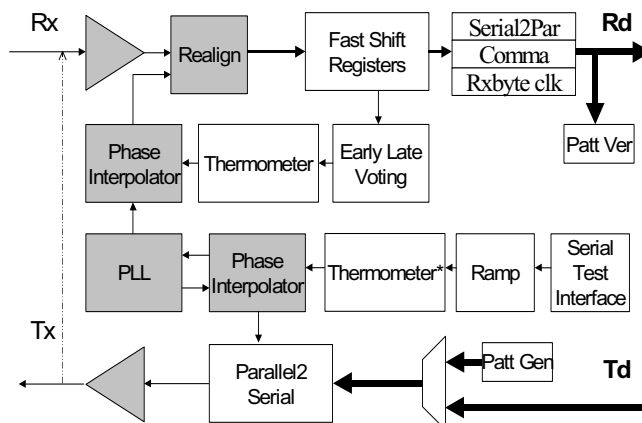 Rx
Realign
Fast Shift
Registers
Serial2Par
Comma
Rxbyte clk
Rd
Patt Ver
Phase
Interpolator
Thermometer
Early Late
Voting
PLL
Phase
Interpolator
Thermometer*
Ramp
Serial
Test
Interface
Tx
Parallel2
Serial
Patt Gen
Td